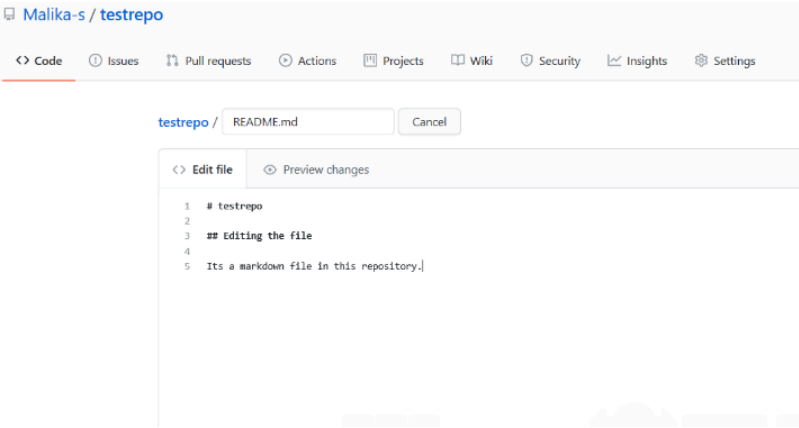 Malika-s / testrepo
<> Code Issues Pull requests Actions Projects Wiki Security Insights Settings
testrepo / README.md Cancel
<> Edit file Preview changes
1 # testrepo
2
3 ## Editing the file
4
5 Its a markdown file in this repository.